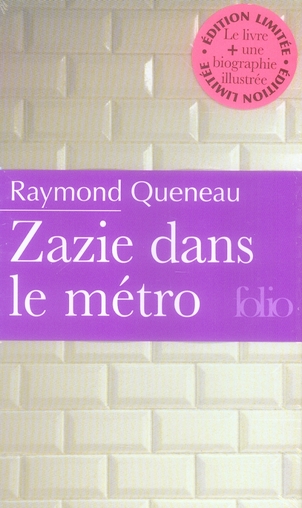 • ÉDITION LIMITÉE •
Le livre
+ une
biographie
illustrée
ÉDITION LIMITÉE
Raymond Queneau
Zazie dans
le métro
folio